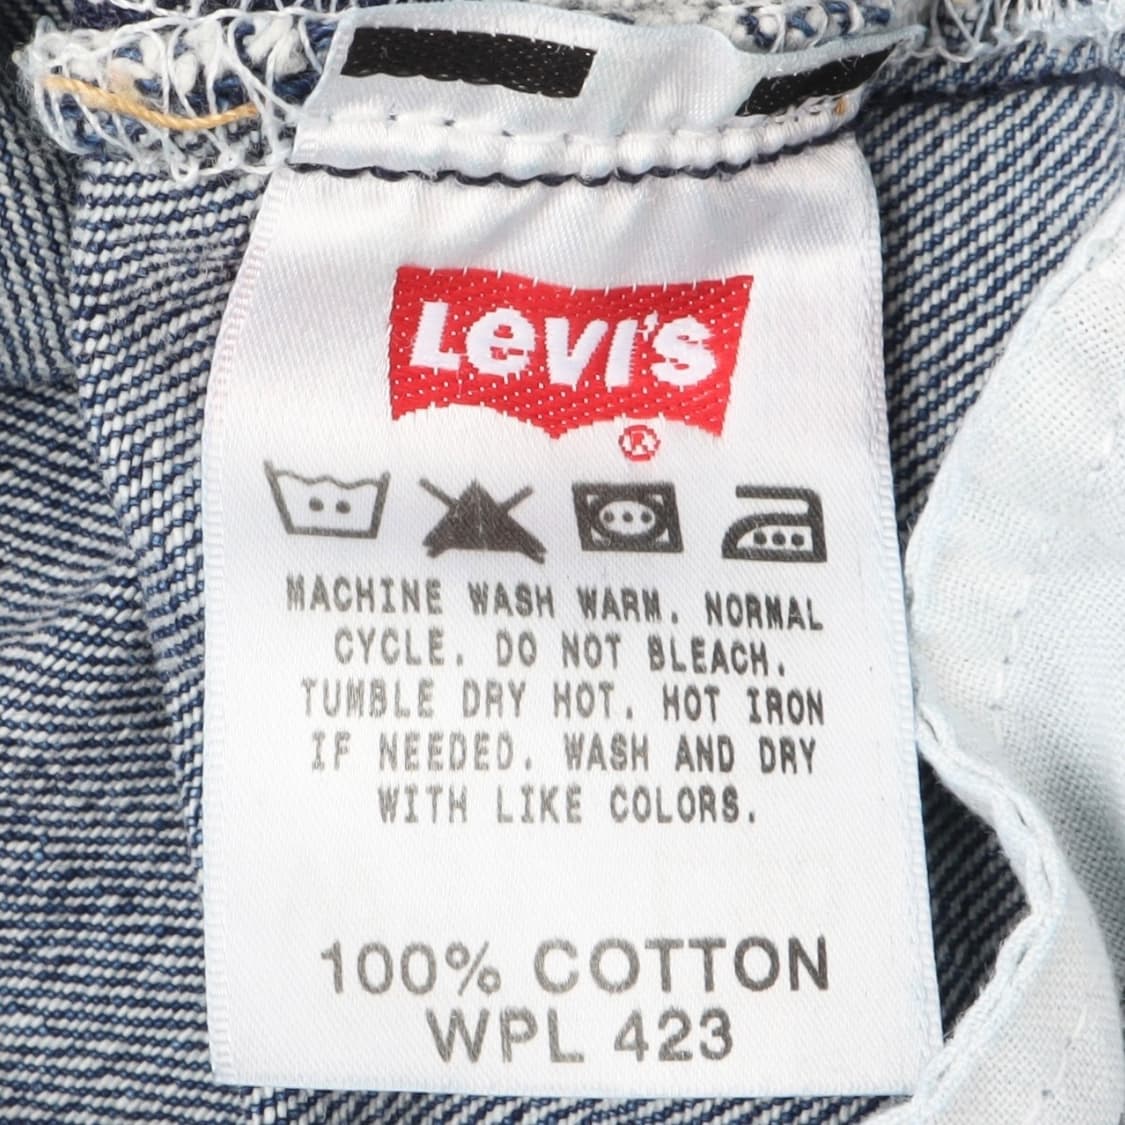 LEVI'S
®
MACHINE WASH WARM. NORMAL
CYCLE. DO NOT BLEACH.
TUMBLE DRY HOT. HOT IRON
IF NEEDED. WASH AND DRY
WITH LIKE COLORS.
100% COTTON
WPL 423